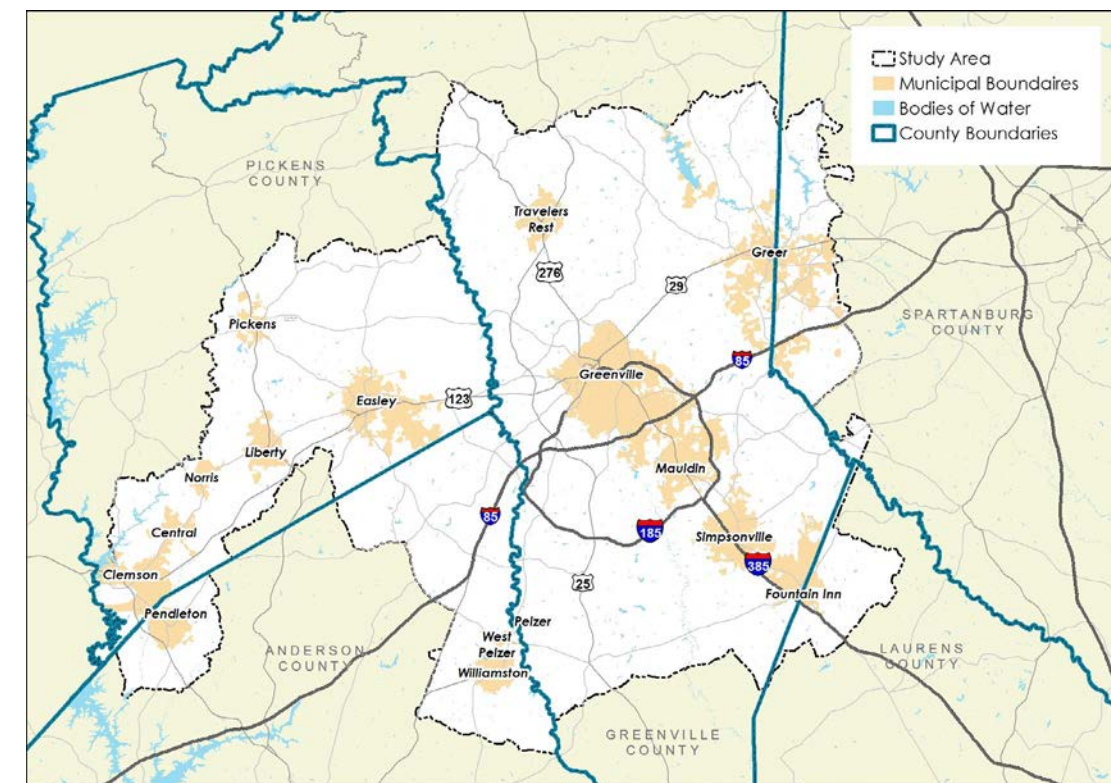 Study Area
Municipal Boundaires
Bodies of Water
County Boundaries
PICKENS
COUNTY
Travelers
Rest
276
29
Greer
SPARTANBURG
COUNTY
Pickens
85
Greenville
Easley
123
Liberty
Norris
Mauldin
85
185
Simpsonville
Central
385
Clemson
25
Fountain Inn
Pendleton
Pelzer
West
Pelzer
Williamston
ANDERSON
COUNTY
LAURENS
COUNTY
GREENVILLE
COUNTY